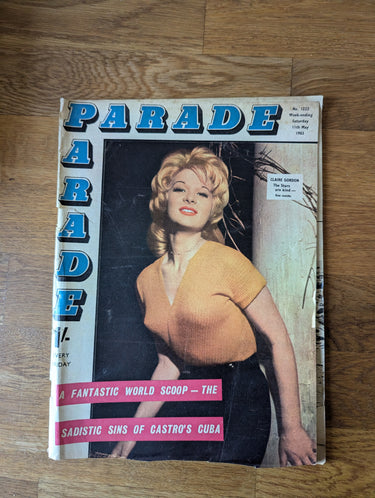 PARADE
PARADE
No. 1222
Week-ending
Saturday
11th May
1963
CLAIRE GORDON
The Stars
are kind—
See inside
1/-
EVERY
A FANTASTIC WORLD SCOOP — THE
SADISTIC SINS OF CASTRO'S CUBA